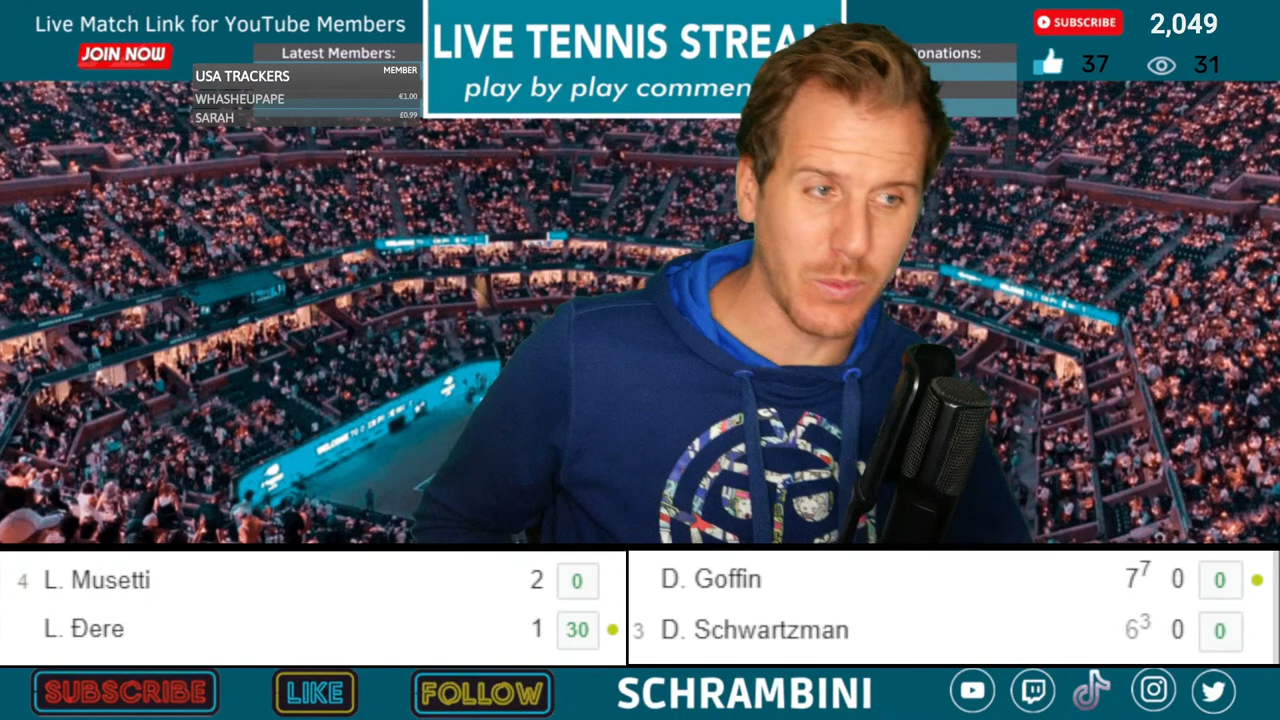 Live Match Link for YouTube Members
JOIN NOW
Latest Members:
USA TRACKERS MEMBER
WHASHEUPAPE €1.00
SARAH £0.99
LIVE TENNIS STREAM
play by play commen
onations:
SUBSCRIBE 2,049
37 31
4 L. Musetti 2 0
L. Đere 1 30
D. Goffin 7 7 0 0
3 D. Schwartzman 6 3 0 0
SUBSCRIBE LIKE FOLLOW SCHRAMBINI